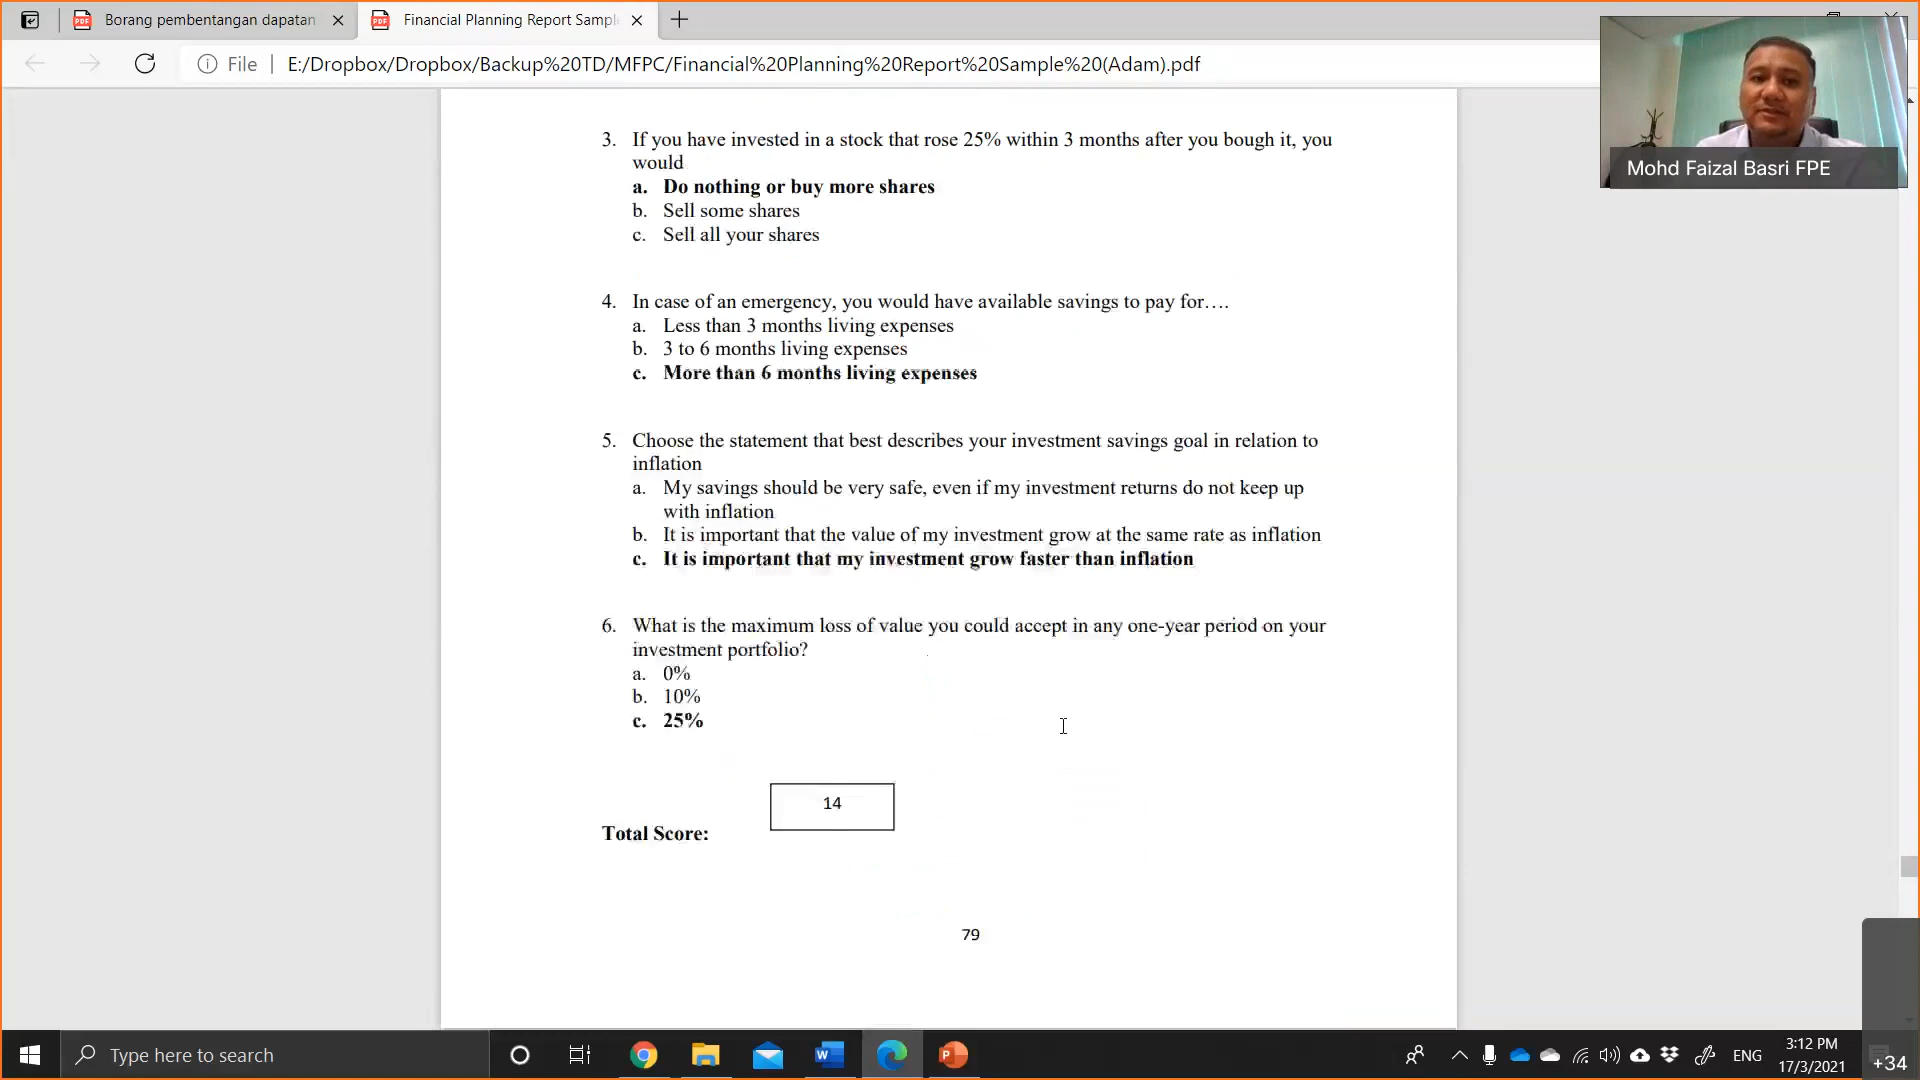 Borang pembentangan dapatan
Financial Planning Report Sampl
File
E:/Dropbox/Dropbox/Backup%20TD/MFPC/Financial%20Planning%20Report%20Sample%20(Adam).pdf
Mohd Faizal Basri FPE
3. If you have invested in a stock that rose 25% within 3 months after you bough it, you
would
a. Do nothing or buy more shares
b. Sell some shares
c. Sell all your shares
4. In case of an emergency, you would have available savings to pay for….
a. Less than 3 months living expenses
b. 3 to 6 months living expenses
c. More than 6 months living expenses
5. Choose the statement that best describes your investment savings goal in relation to
inflation
a. My savings should be very safe, even if my investment returns do not keep up
with inflation
b. It is important that the value of my investment grow at the same rate as inflation
c. It is important that my investment grow faster than inflation
6. What is the maximum loss of value you could accept in any one-year period on your
investment portfolio?
a. 0%
b. 10%
c. 25%
14
Total Score:
79
Type here to search
ENG
3:12 PM
17/3/2021
+34